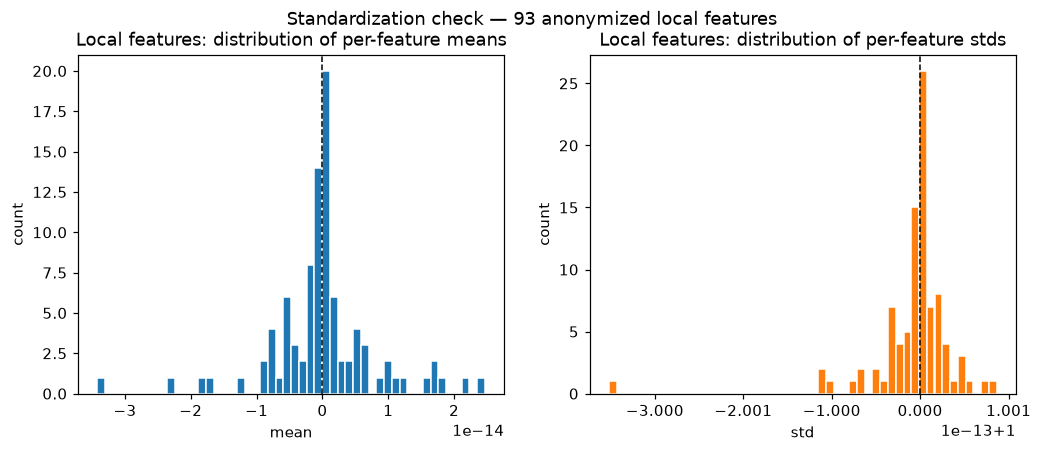 Standardization check — 93 anonymized local features
Local features: distribution of per-feature means
count
20.0
17.5
15.0
12.5
10.0
7.5
5.0
2.5
0.0
−3
−2
−1
0
1
2
1e−14
mean
Local features: distribution of per-feature stds
count
25
20
15
10
5
0
−3.000
−2.001
−1.000
0.000
1.001
1e−13+1
std